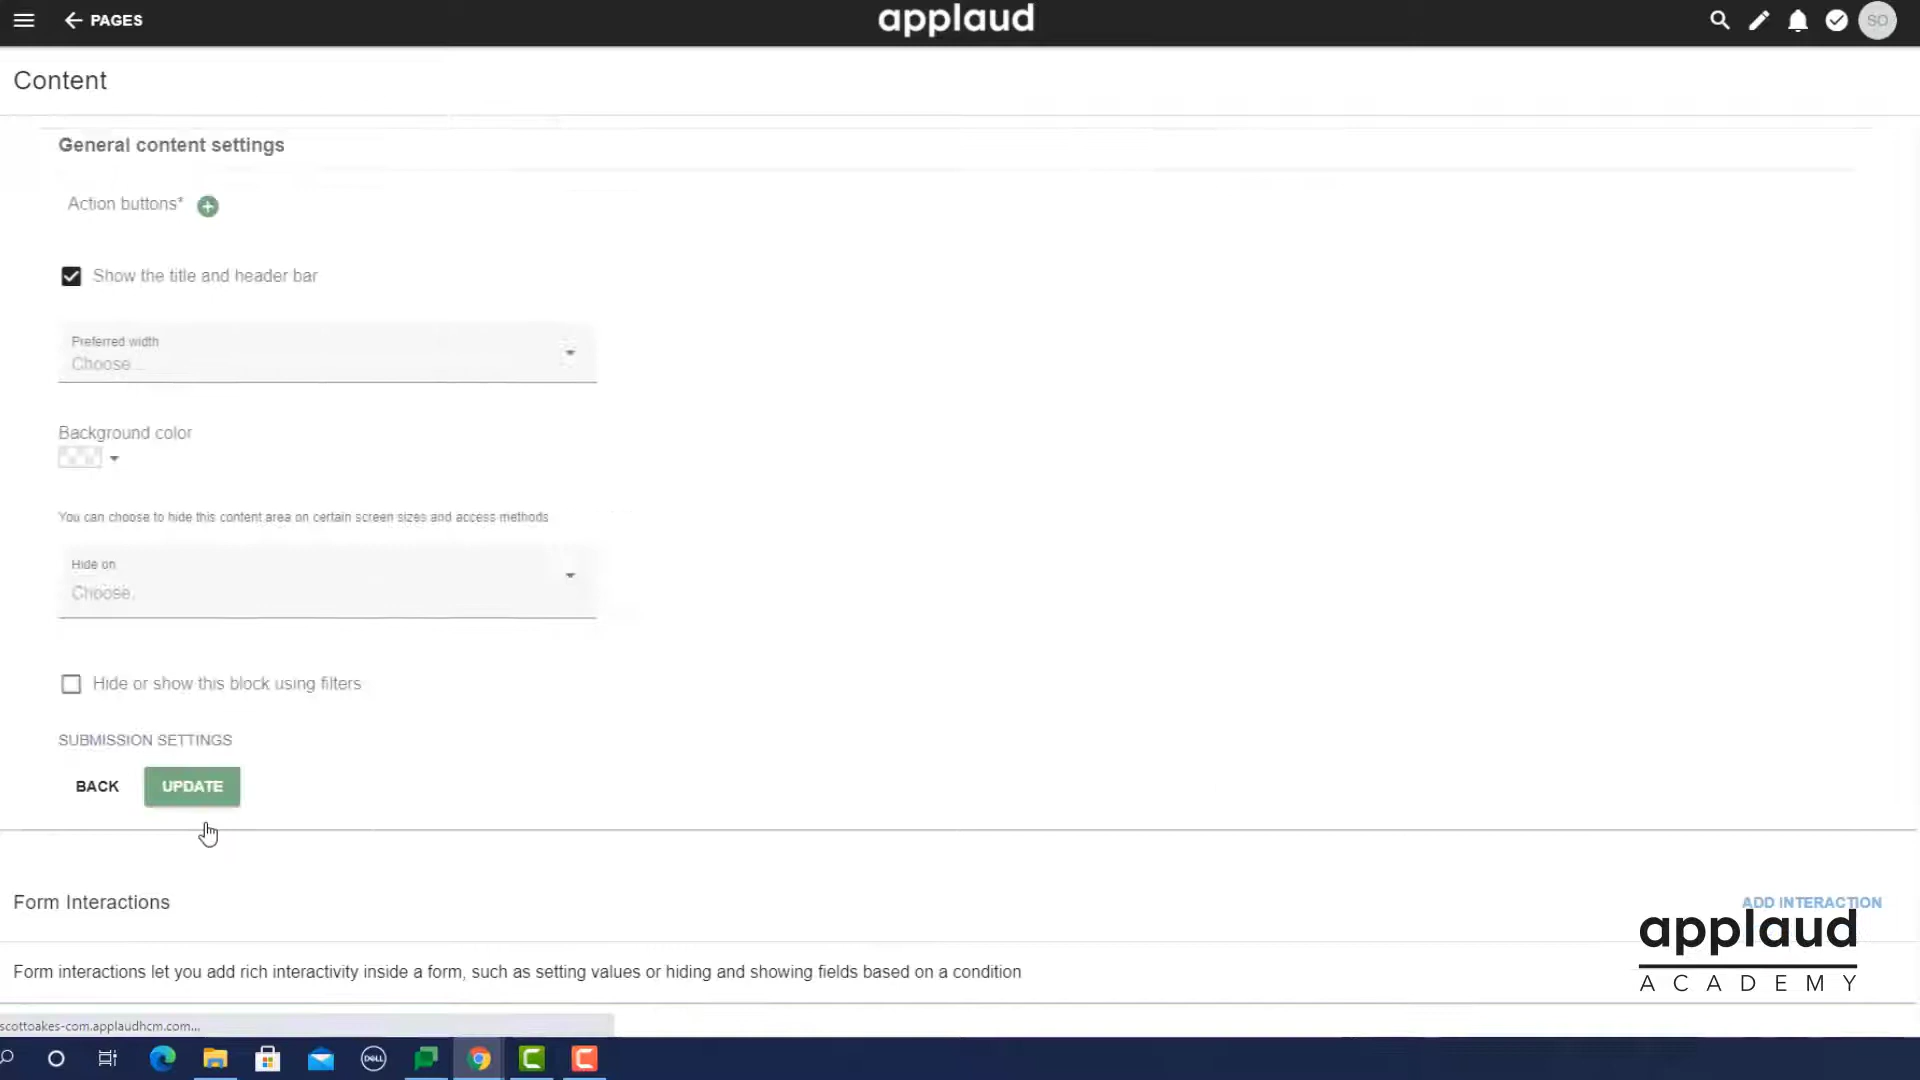 PAGES
applaud
SO
Content
General content settings
Action buttons*
Show the title and header bar
Preferred width
Choose...
Background color
You can choose to hide this content area on certain screen sizes and access methods
Hide on
Choose.
Hide or show this block using filters
SUBMISSION SETTINGS
BACK
UPDATE
Form Interactions
ADD INTERACTION
applaud
ACADEMY
Form interactions let you add rich interactivity inside a form, such as setting values or hiding and showing fields based on a condition
scottoakes-com.applaudhcm.com...
DELL